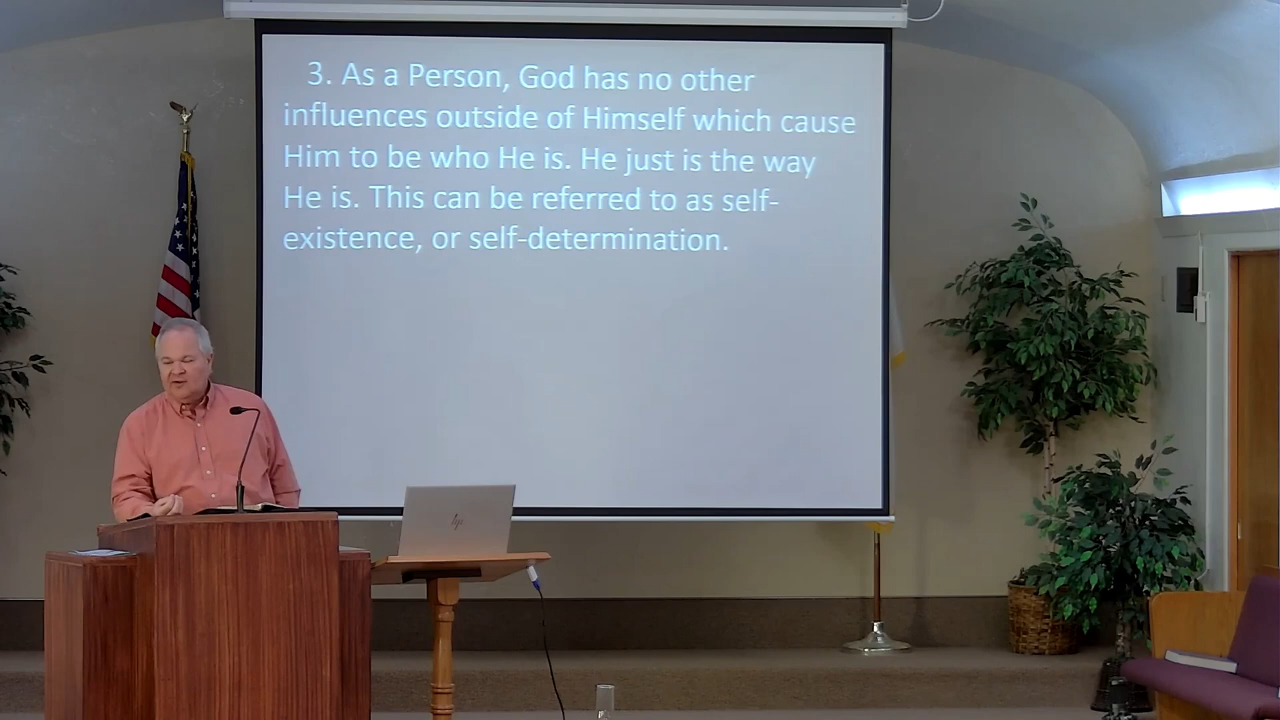 3. As a Person, God has no other
influences outside of Himself which cause
Him to be who He is. He just is the way
He is. This can be referred to as self-
existence, or self-determination.
hp